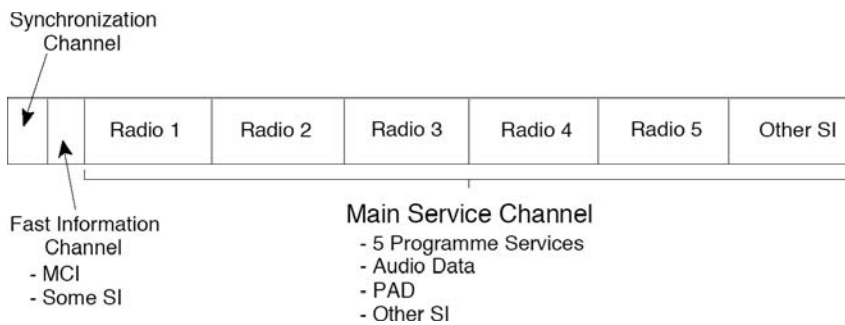 Synchronization
Channel
Radio 1
Radio 2
Radio 3
Radio 4
Radio 5
Other SI
Fast Information
Channel
- MCI
- Some SI
Main Service Channel
- 5 Programme Services
- Audio Data
- PAD
- Other SI